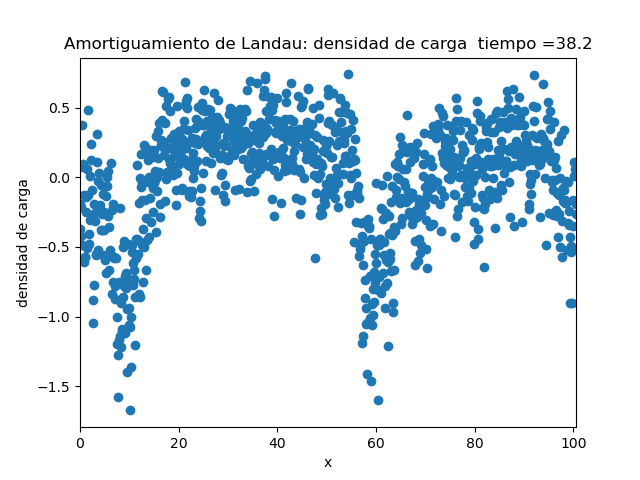 Amortiguamiento de Landau: densidad de carga  tiempo =38.2
0.5
0.0
−0.5
−1.0
−1.5
densidad de carga
0 20 40 60 80 100
x